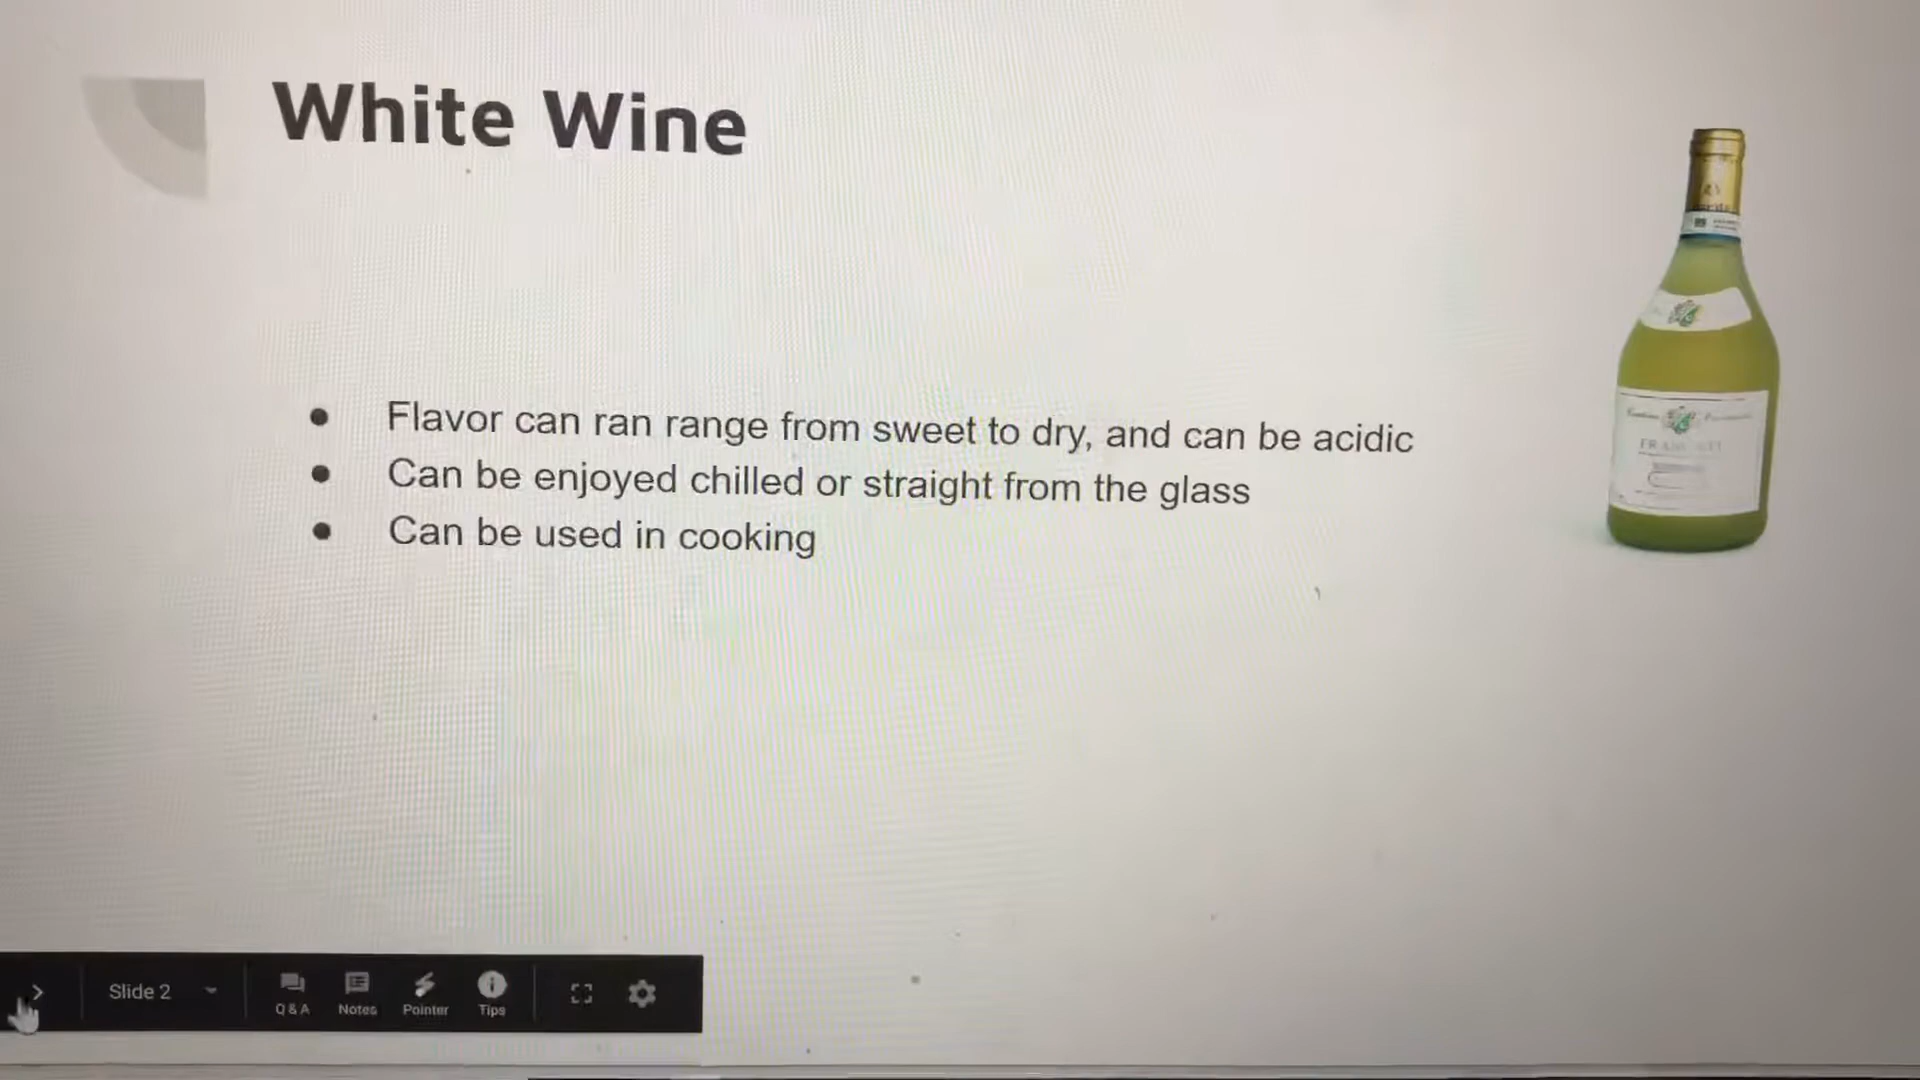 White Wine
Flavor can ran range from sweet to dry, and can be acidic
Can be enjoyed chilled or straight from the glass
Can be used in cooking
Slide 2
Q & A
Notes
Pointer
Tips